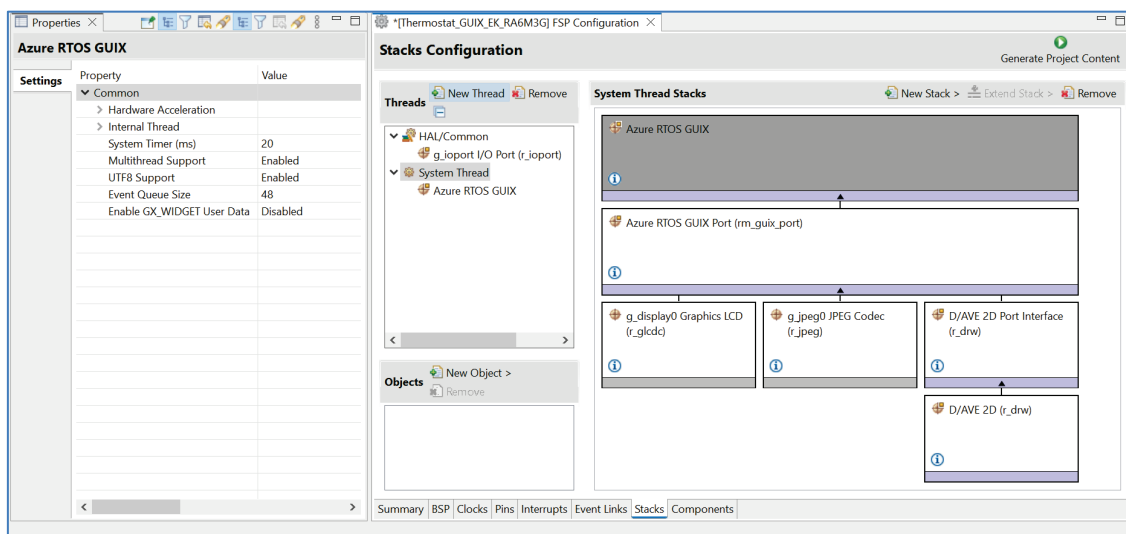 Properties
Azure RTOS GUIX
Settings
Property Value
Common
Hardware Acceleration
Internal Thread
System Timer (ms) 20
Multithread Support Enabled
UTF8 Support Enabled
Event Queue Size 48
Enable GX_WIDGET User Data Disabled
*[Thermostat_GUIX_EK_RA6M3G] FSP Configuration
Stacks Configuration
Generate Project Content
Threads New Thread Remove
HAL/Common
g_ioport I/O Port (r_ioport)
System Thread
Azure RTOS GUIX
Objects New Object >
Remove
System Thread Stacks New Stack > Extend Stack > Remove
Azure RTOS GUIX
Azure RTOS GUIX Port (rm_guix_port)
g_display0 Graphics LCD
(r_glcdc)
g_jpeg0 JPEG Codec
(r_jpeg)
D/AVE 2D Port Interface
(r_drw)
D/AVE 2D (r_drw)
Summary BSP Clocks Pins Interrupts Event Links Stacks Components